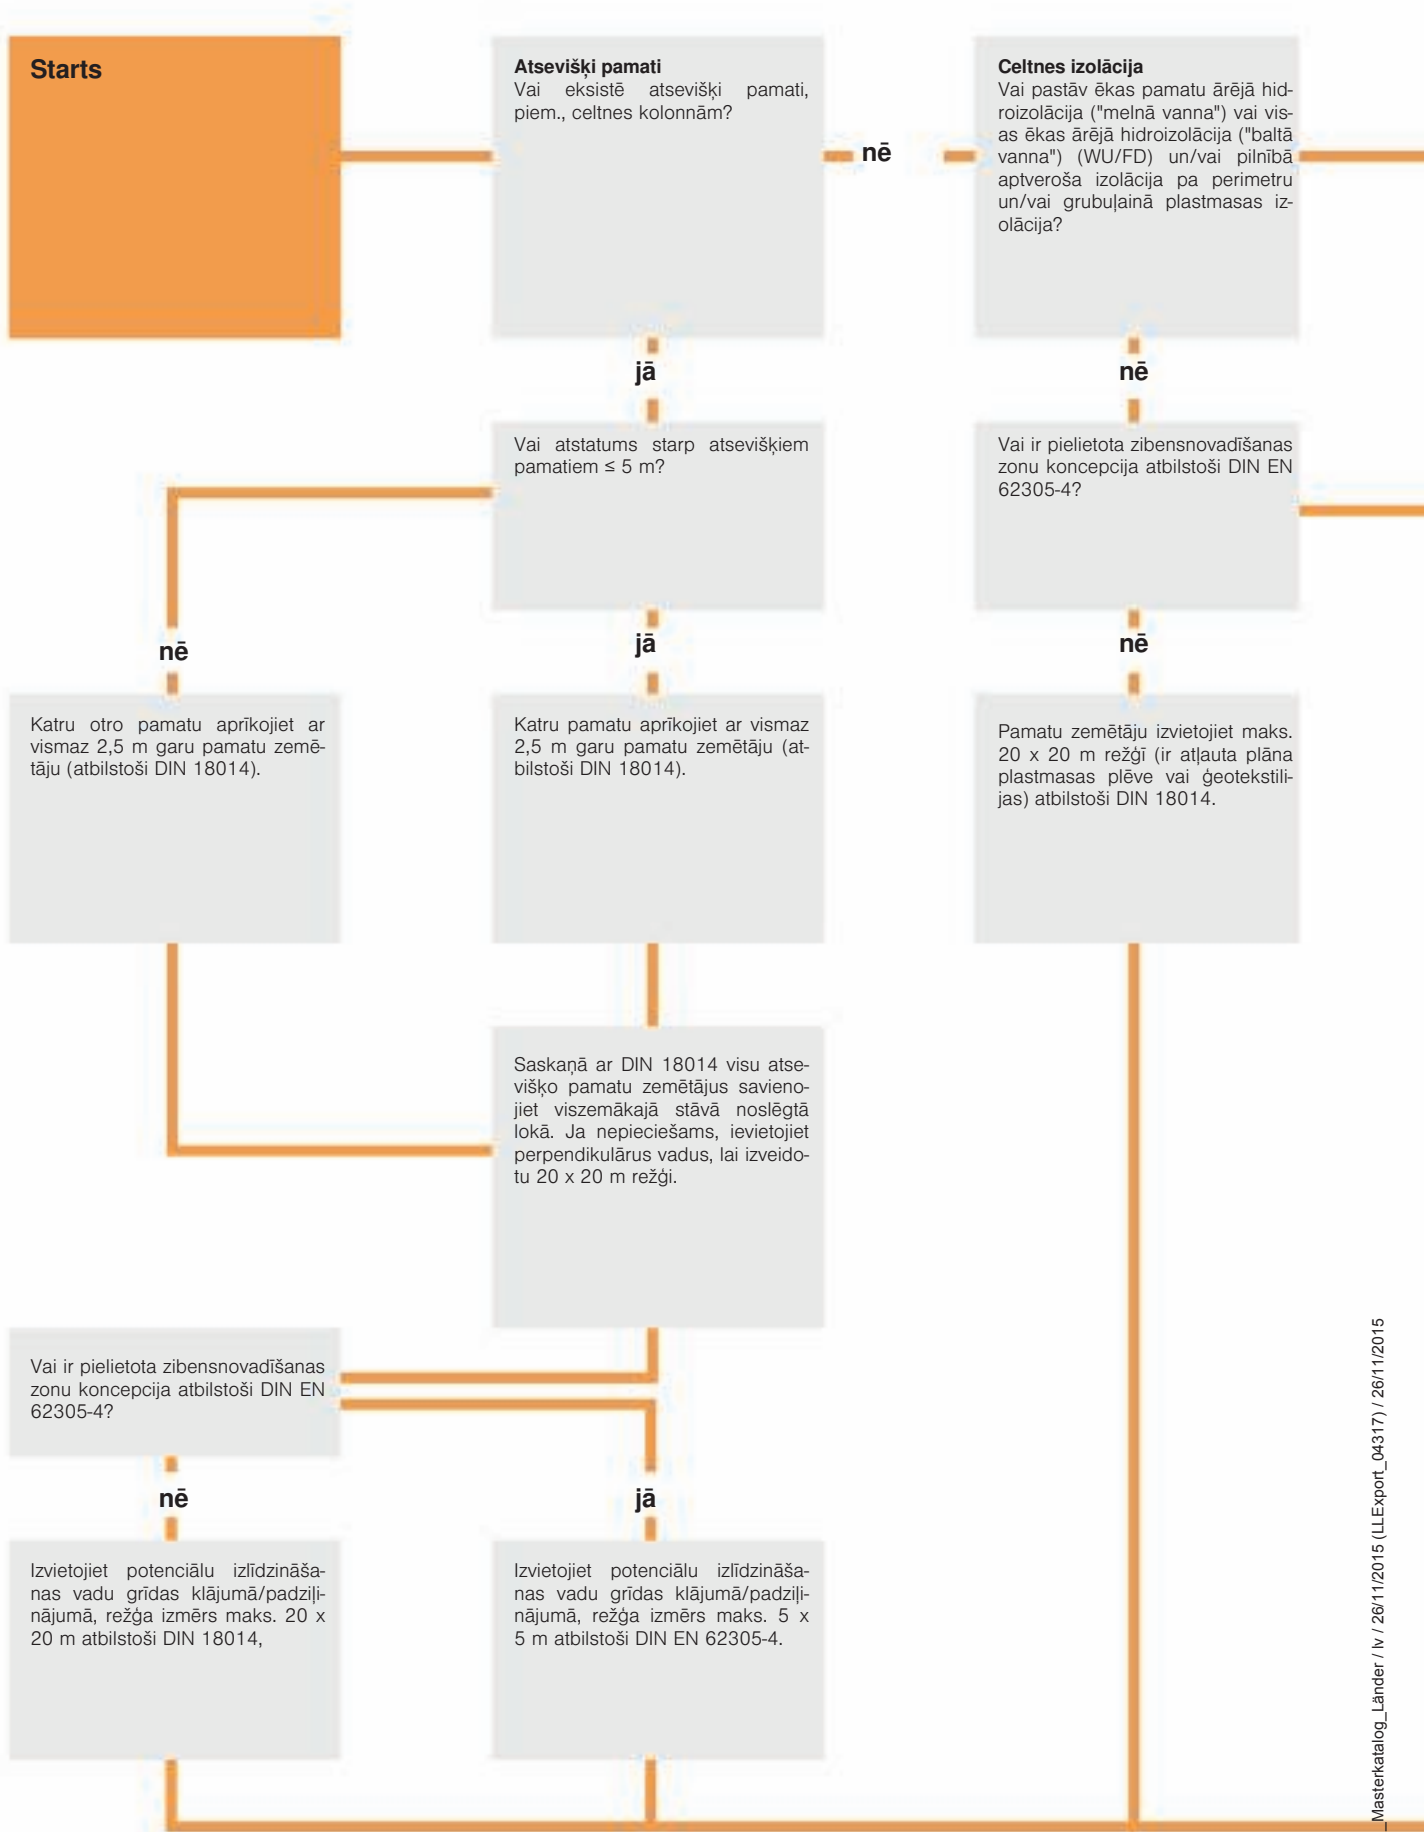 Starts
Atsevišķi pamati
Vai eksistē atsevišķi pamati,
piem., celtnes kolonnām?
nē
Celtnes izolācija
Vai pastāv ēkas pamatu ārējā hid-
roizolācija ("melnā vanna") vai vis-
as ēkas ārējā hidroizolācija ("baltā
vanna") (WU/FD) un/vai pilnībā
aptveroša izolācija pa perimetru
un/vai grubuļainā plastmasas iz-
olācija?
jā
nē
Vai atstatums starp atsevišķiem
pamatiem ≤ 5 m?
Vai ir pielietota zibensnovadīšanas
zonu koncepcija atbilstoši DIN EN
62305-4?
nē
jā
nē
Katru otro pamatu aprīkojiet ar
vismaz 2,5 m garu pamatu zemē-
tāju (atbilstoši DIN 18014).
Katru pamatu aprīkojiet ar vismaz
2,5 m garu pamatu zemētāju (at-
bilstoši DIN 18014).
Pamatu zemētāju izvietojiet maks.
20 x 20 m režģī (ir atļauta plāna
plastmasas plēve vai ģeotekstili-
jas) atbilstoši DIN 18014.
Saskaņā ar DIN 18014 visu atse-
višķo pamatu zemētājus savieno-
jiet viszemākajā stāvā noslēgtā
lokā. Ja nepieciešams, ievietojiet
perpendikulārus vadus, lai izveido-
tu 20 x 20 m režģi.
Vai ir pielietota zibensnovadīšanas
zonu koncepcija atbilstoši DIN EN
62305-4?
nē
jā
Izvietojiet potenciālu izlīdzināša-
nas vadu grīdas klājumā/padziļi-
nājumā, režģa izmērs maks. 20 x
20 m atbilstoši DIN 18014,
Izvietojiet potenciālu izlīdzināša-
nas vadu grīdas klājumā/padziļi-
nājumā, režģa izmērs maks. 5 x
5 m atbilstoši DIN EN 62305-4.
_Masterkatalog_Länder / lv / 26/11/2015 (LLExport_04317) / 26/11/2015